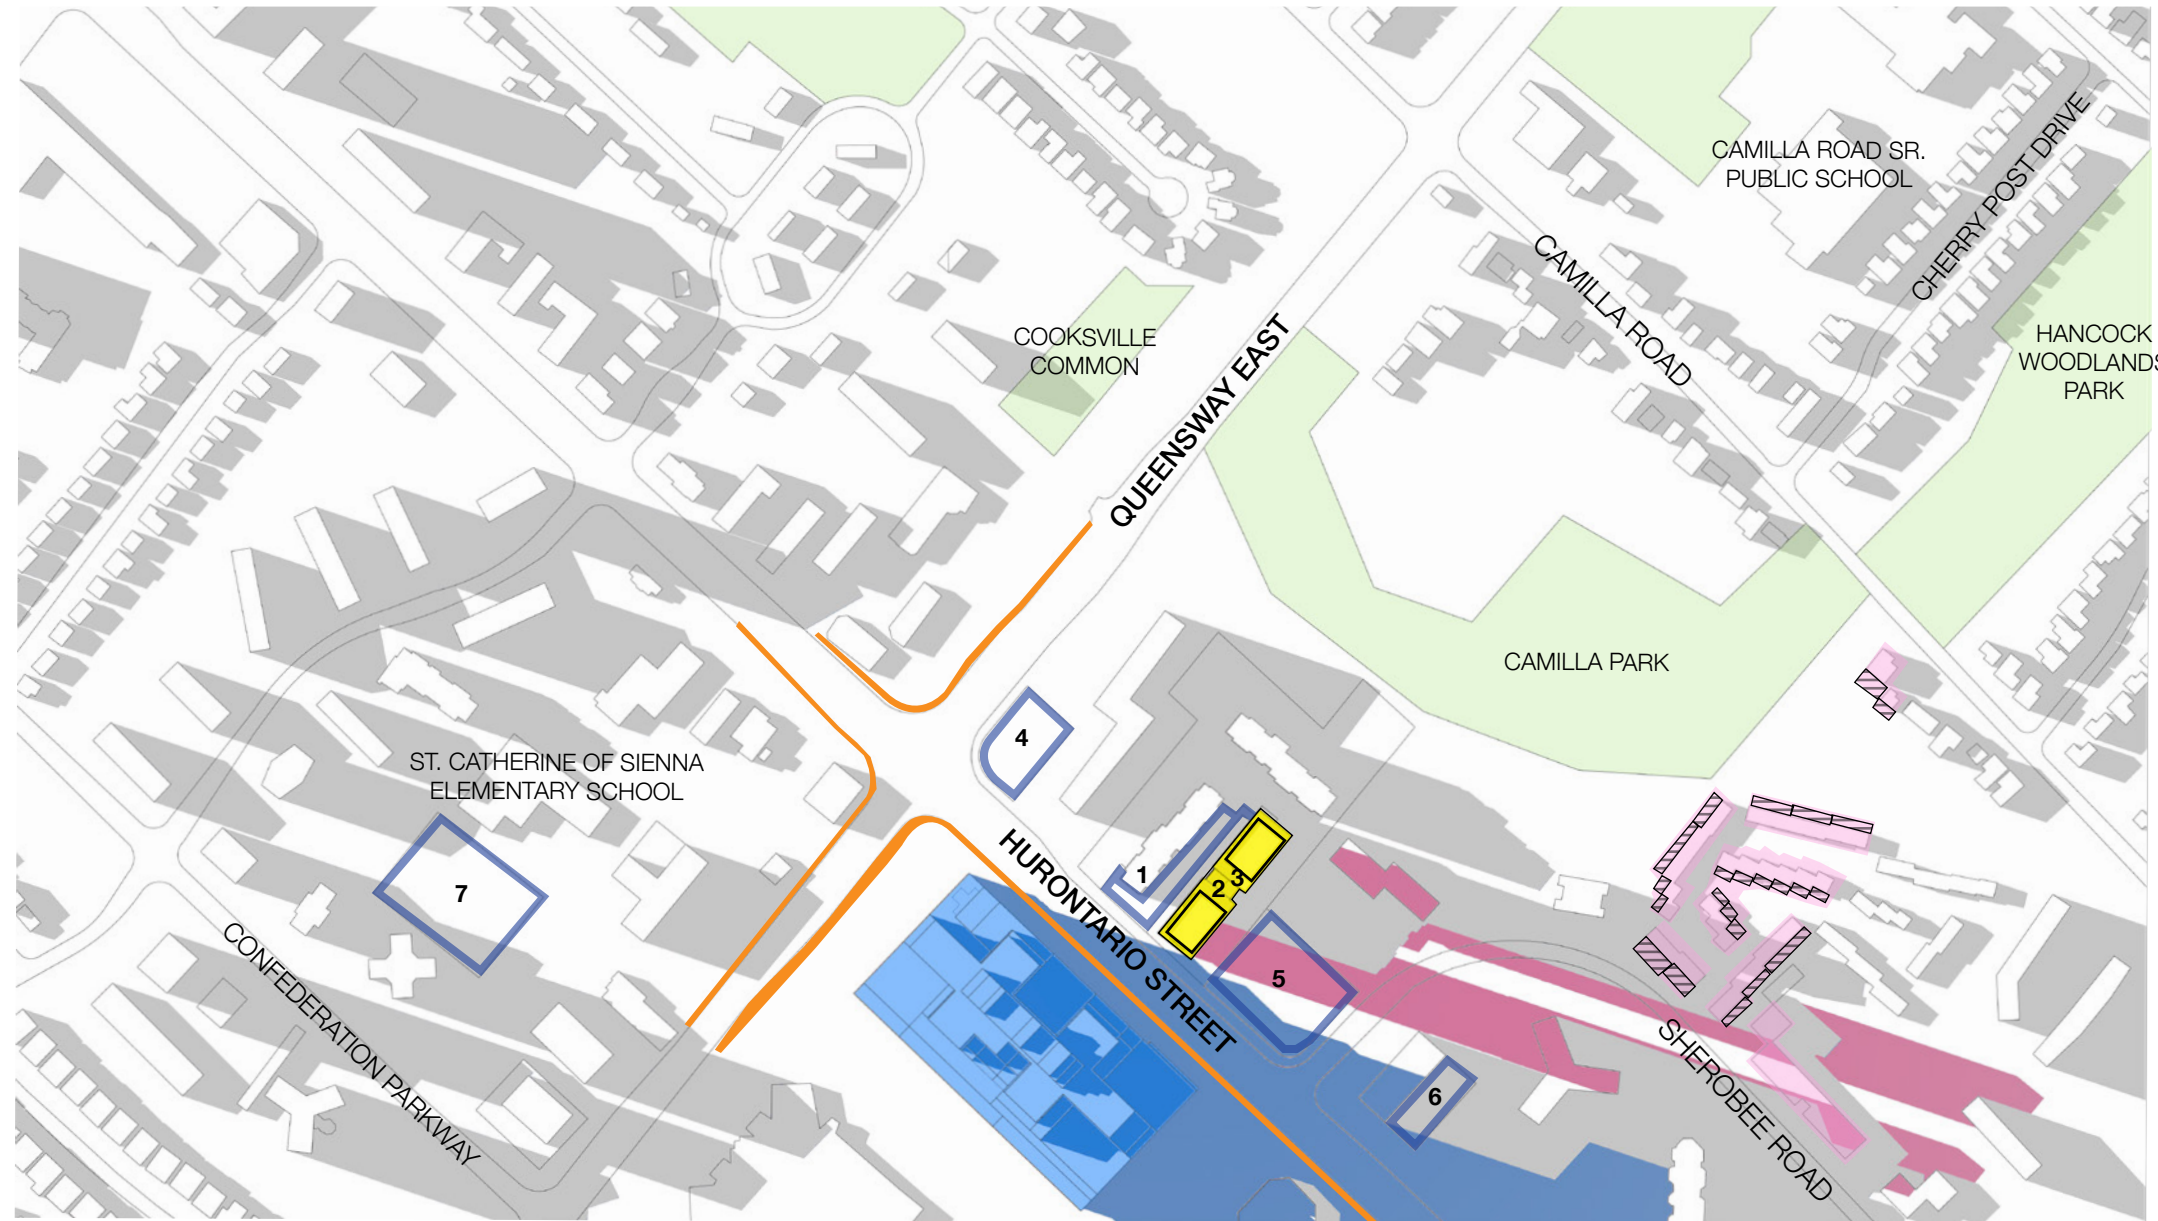 CAMILLA ROAD SR.
PUBLIC SCHOOL
CHERRY POST DRIVE
CAMILLA ROAD
HANCOCK
WOODLANDS
PARK
COOKSVILLE
COMMON
QUEENSWAY EAST
CAMILLA PARK
4
ST. CATHERINE OF SIENNA
ELEMENTARY SCHOOL
7
HURONTARIO STREET
1
2
3
5
6
CONFEDERATION PARKWAY
SHEROBEE ROAD